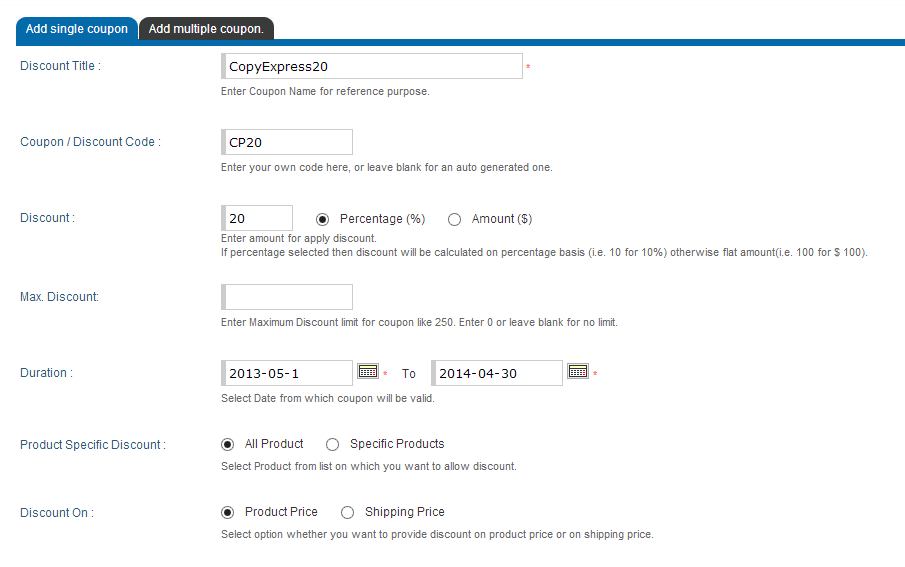 Add single coupon Add multiple coupon.
Discount Title : CopyExpress20 *
Enter Coupon Name for reference purpose.
Coupon / Discount Code : CP20
Enter your own code here, or leave blank for an auto generated one.
Discount : 20 Percentage (%) Amount ($)
Enter amount for apply discount.
If percentage selected then discount will be calculated on percentage basis (i.e. 10 for 10%) otherwise flat amount(i.e. 100 for $ 100).
Max. Discount:
Enter Maximum Discount limit for coupon like 250. Enter 0 or leave blank for no limit.
Duration : 2013-05-1 * To 2014-04-30 *
Select Date from which coupon will be valid.
Product Specific Discount : All Product Specific Products
Select Product from list on which you want to allow discount.
Discount On : Product Price Shipping Price
Select option whether you want to provide discount on product price or on shipping price.